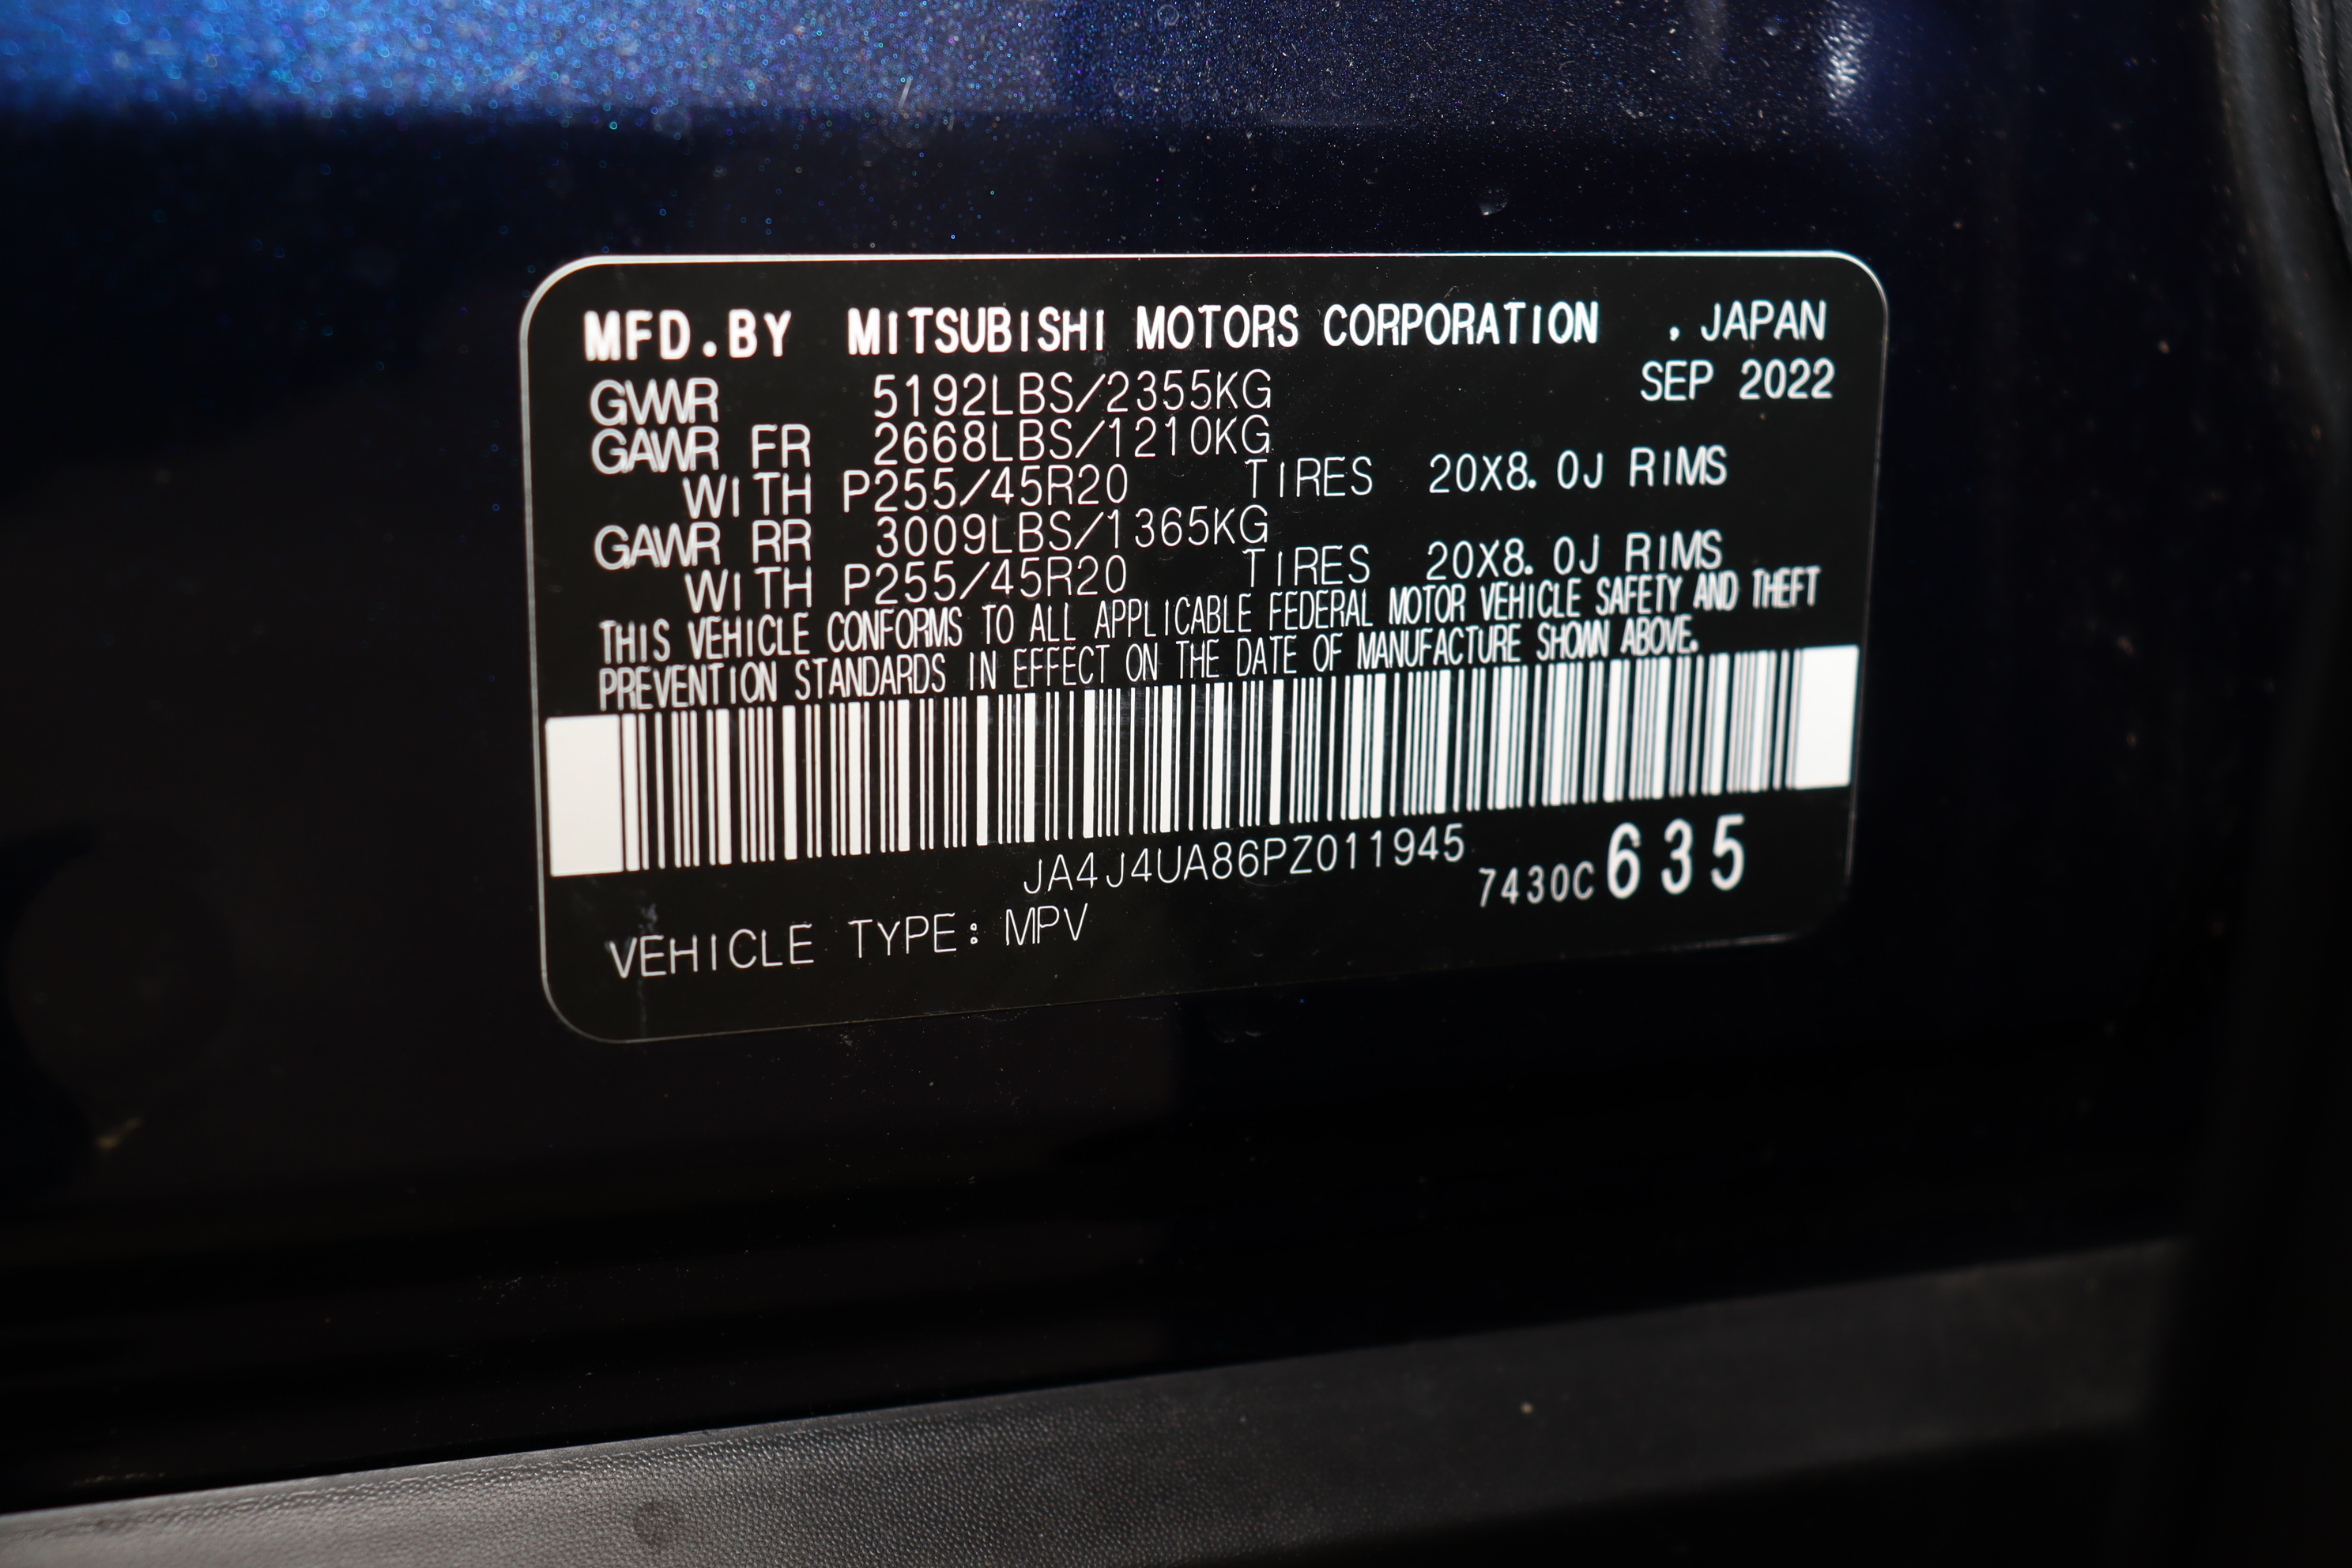 MFD.BY MITSUBISHI MOTORS CORPORATION , JAPAN
SEP 2022
GVWR 5192LBS/2355KG
GAWR FR 2668LBS/1210KG
WITH P255/45R20 TIRES 20X8.0J RIMS
GAWR RR 3009LBS/1365KG
WITH P255/45R20 TIRES 20X8.0J RIMS
THIS VEHICLE CONFORMS TO ALL APPLICABLE FEDERAL MOTOR VEHICLE SAFETY AND THEFT
PREVENTION STANDARDS IN EFFECT ON THE DATE OF MANUFACTURE SHOWN ABOVE.
JA4J4UA86PZ011945
7430C635
VEHICLE TYPE: MPV